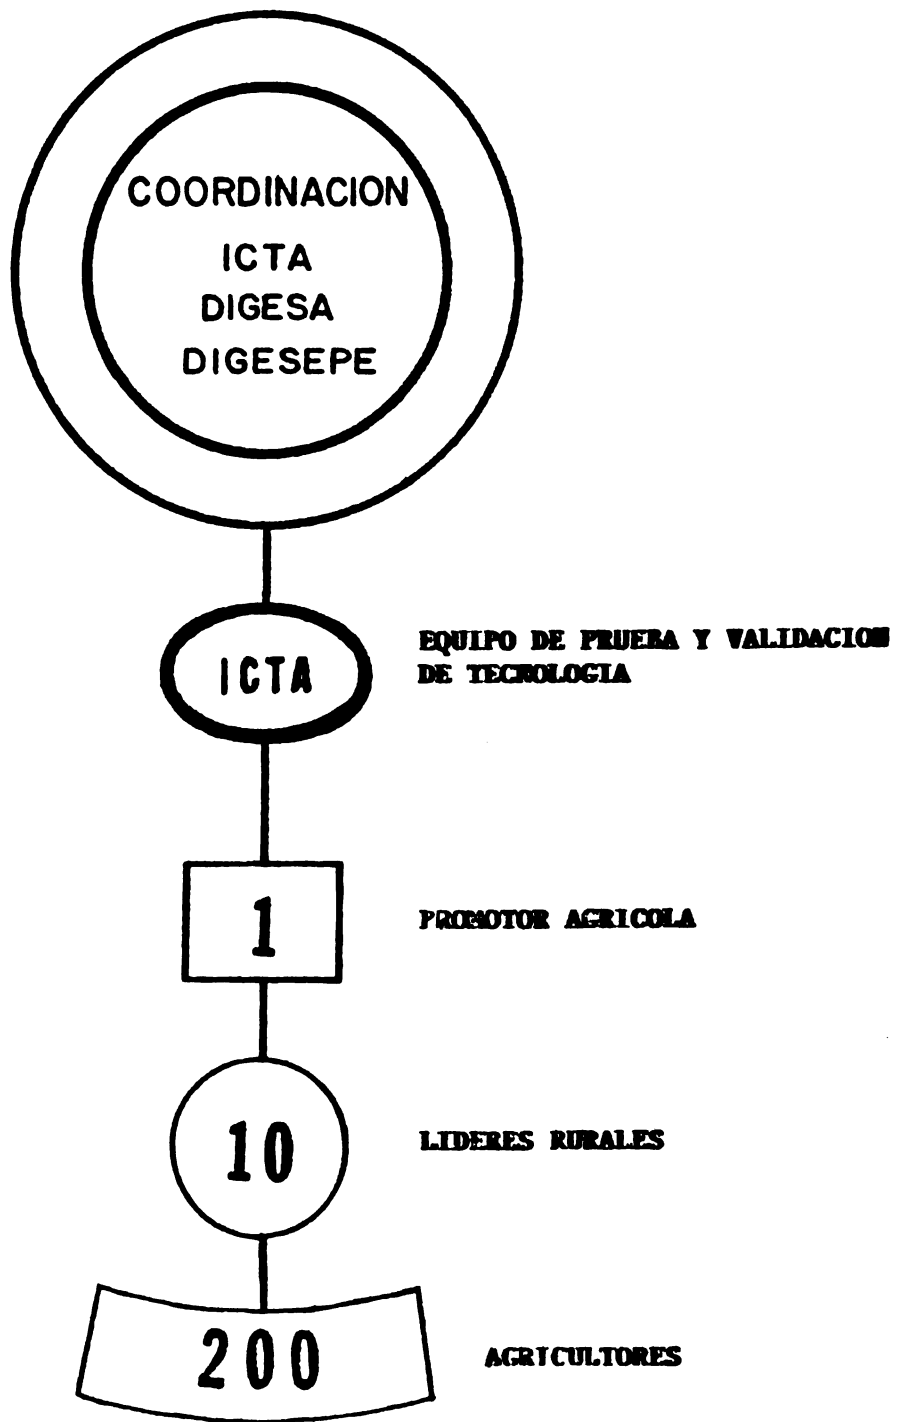 COORDINACION
ICTA
DIGESA
DIGESEPE
ICTA
EQUIPO DE PRUEBA Y VALIDACION
DE TECNOLOGIA
1
PROMOTOR AGRICOLA
10
LIDERES RURALES
200
AGRICULTORES